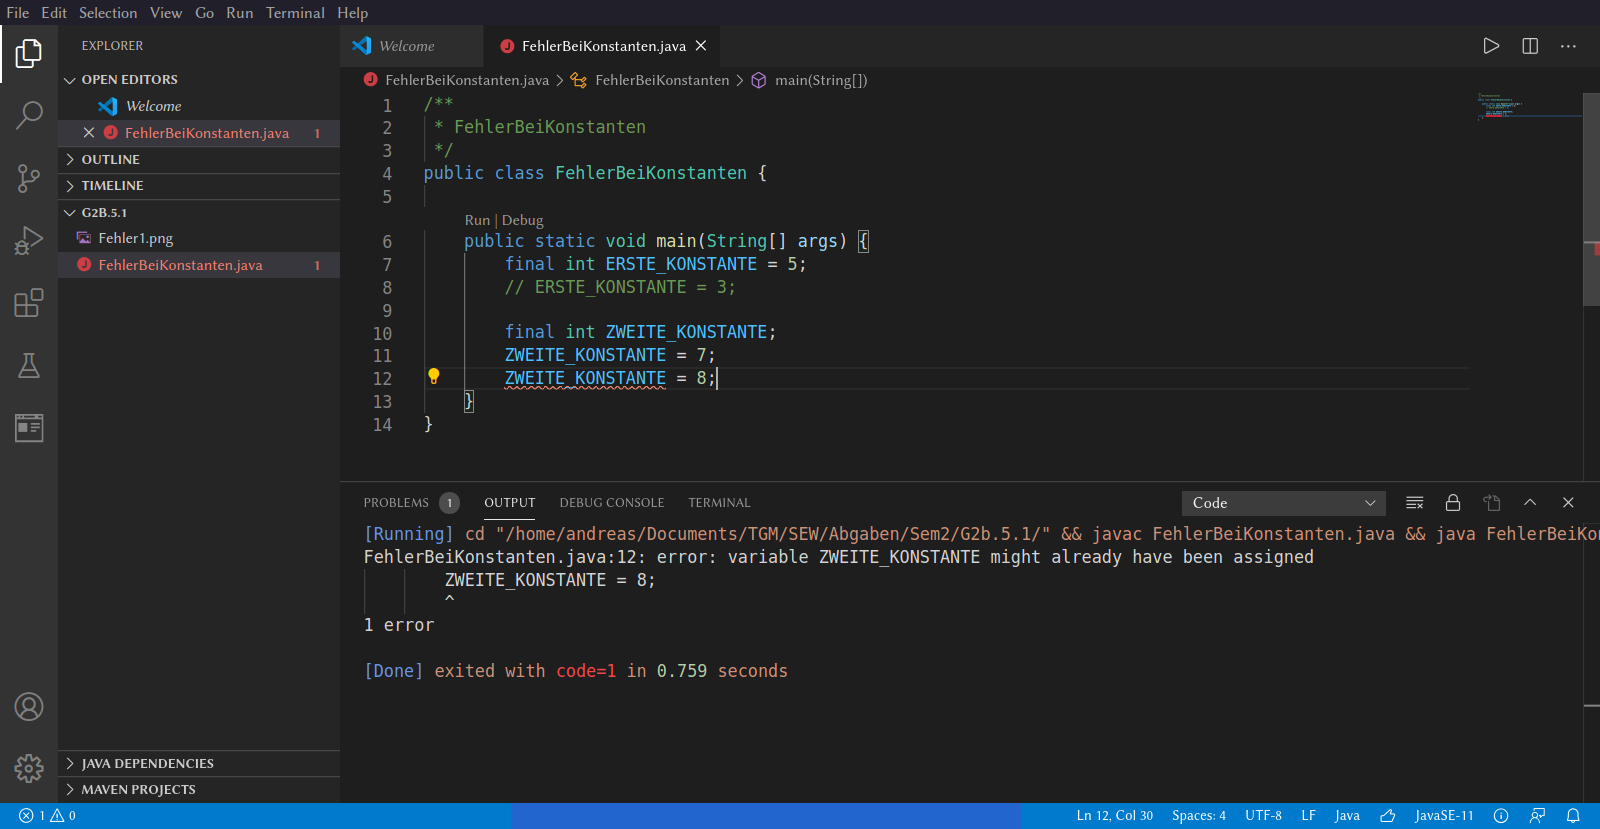 File Edit Selection View Go Run Terminal Help
EXPLORER
OPEN EDITORS
Welcome
FehlerBeiKonstanten.java 1
OUTLINE
TIMELINE
G2B.5.1
Fehler1.png
FehlerBeiKonstanten.java 1
JAVA DEPENDENCIES
MAVEN PROJECTS
Welcome FehlerBeiKonstanten.java
FehlerBeiKonstanten.java > FehlerBeiKonstanten > main(String[])
1 /**
2 * FehlerBeiKonstanten
3 */
4 public class FehlerBeiKonstanten {
5
Run | Debug
6 public static void main(String[] args) {
7 final int ERSTE_KONSTANTE = 5;
8 // ERSTE_KONSTANTE = 3;
9
10 final int ZWEITE_KONSTANTE;
11 ZWEITE_KONSTANTE = 7;
12 ZWEITE_KONSTANTE = 8;
13 }
14 }
PROBLEMS 1 OUTPUT DEBUG CONSOLE TERMINAL Code
[Running] cd "/home/andreas/Documents/TGM/SEW/Abgaben/Sem2/G2b.5.1/" && javac FehlerBeiKonstanten.java && java FehlerBeiKon
FehlerBeiKonstanten.java:12: error: variable ZWEITE_KONSTANTE might already have been assigned
ZWEITE_KONSTANTE = 8;
^
1 error
[Done] exited with code=1 in 0.759 seconds
1 0 Ln 12, Col 30 Spaces: 4 UTF-8 LF Java JavaSE-11